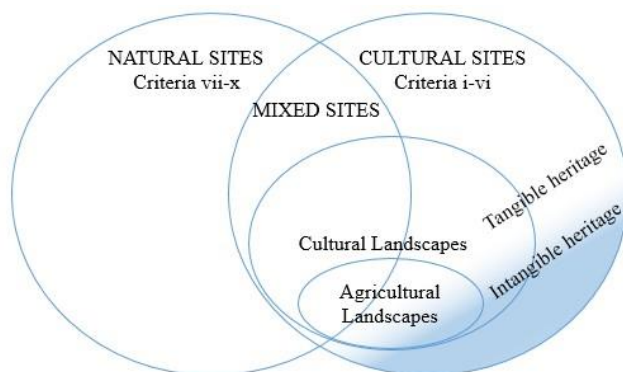 NATURAL SITES
Criteria vii-x
CULTURAL SITES
Criteria i-vi
MIXED SITES
Tangible heritage
Intangible heritage
Cultural Landscapes
Agricultural
Landscapes